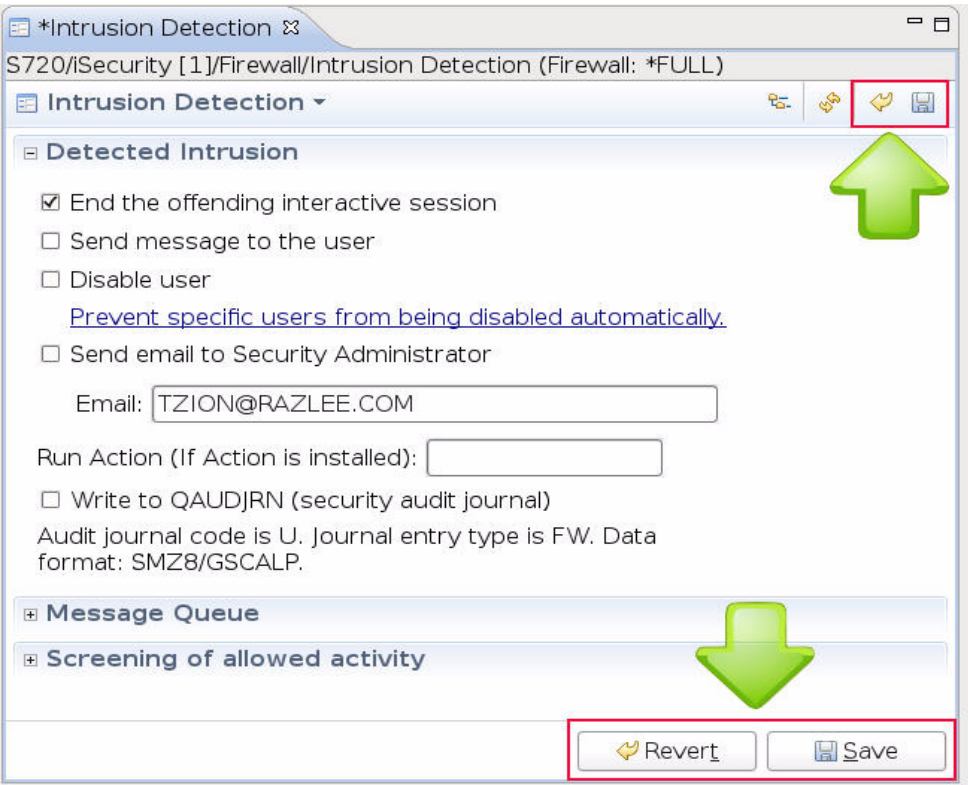 *Intrusion Detection
S720/iSecurity [1]/Firewall/Intrusion Detection (Firewall: *FULL)
Intrusion Detection
Detected Intrusion
End the offending interactive session
Send message to the user
Disable user
Prevent specific users from being disabled automatically.
Send email to Security Administrator
Email: TZION@RAZLEE.COM
Run Action (If Action is installed):
Write to QAUDJRN (security audit journal)
Audit journal code is U. Journal entry type is FW. Data
format: SMZ8/GSCALP.
Message Queue
Screening of allowed activity
Revert Save